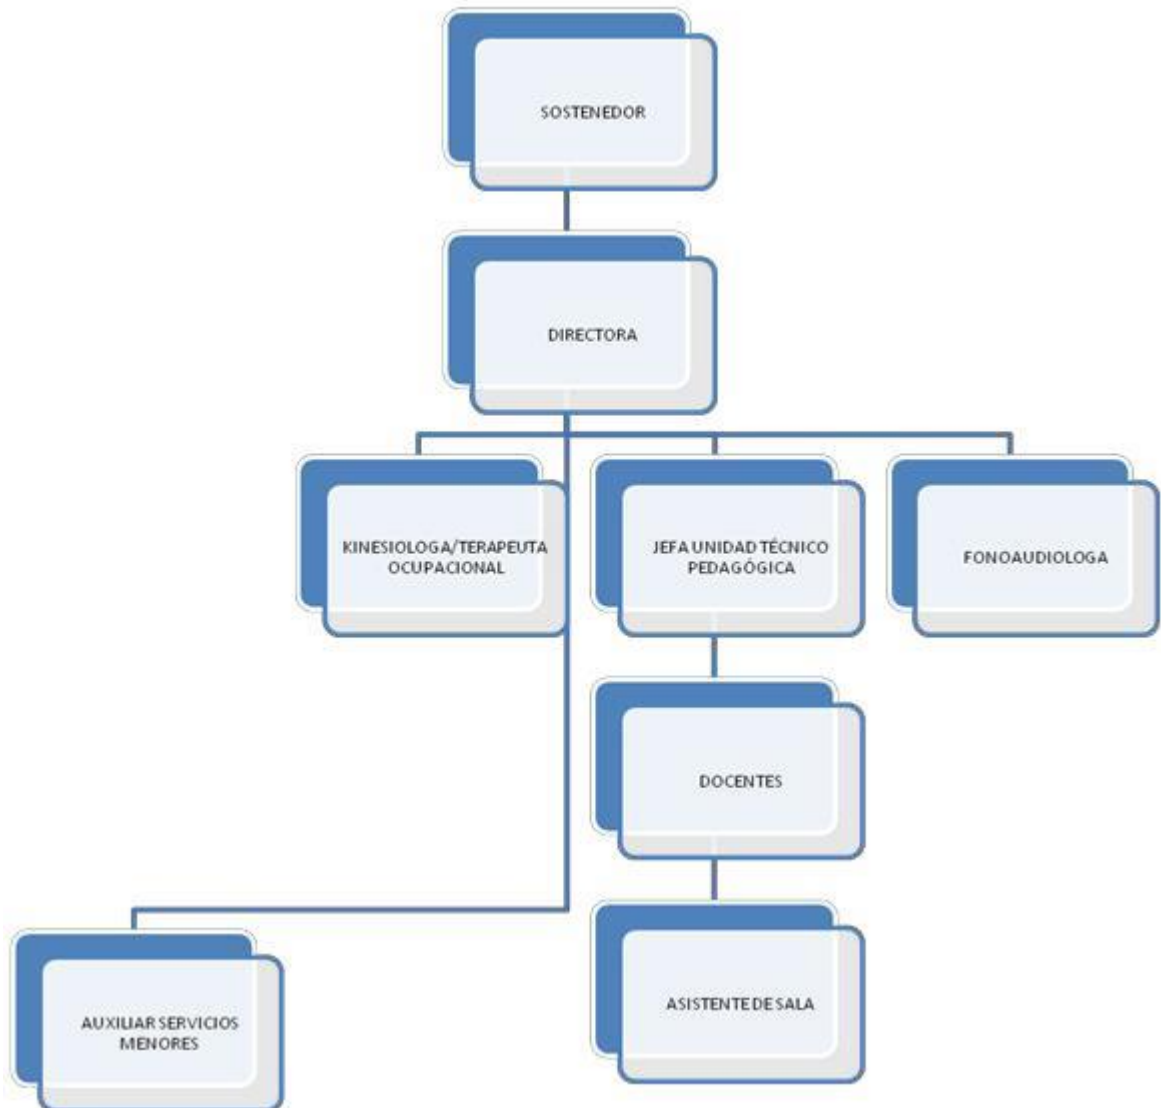 SOSTENEDOR
DIRECTORA
KINESIOLOGA/TERAPEUTA
OCUPACIONAL
JEFA UNIDAD TÉCNICO
PEDAGÓGICA
FONOAUDIOLOGA
DOCENTES
ASISTENTE DE SALA
AUXILIAR SERVICIOS
MENORES